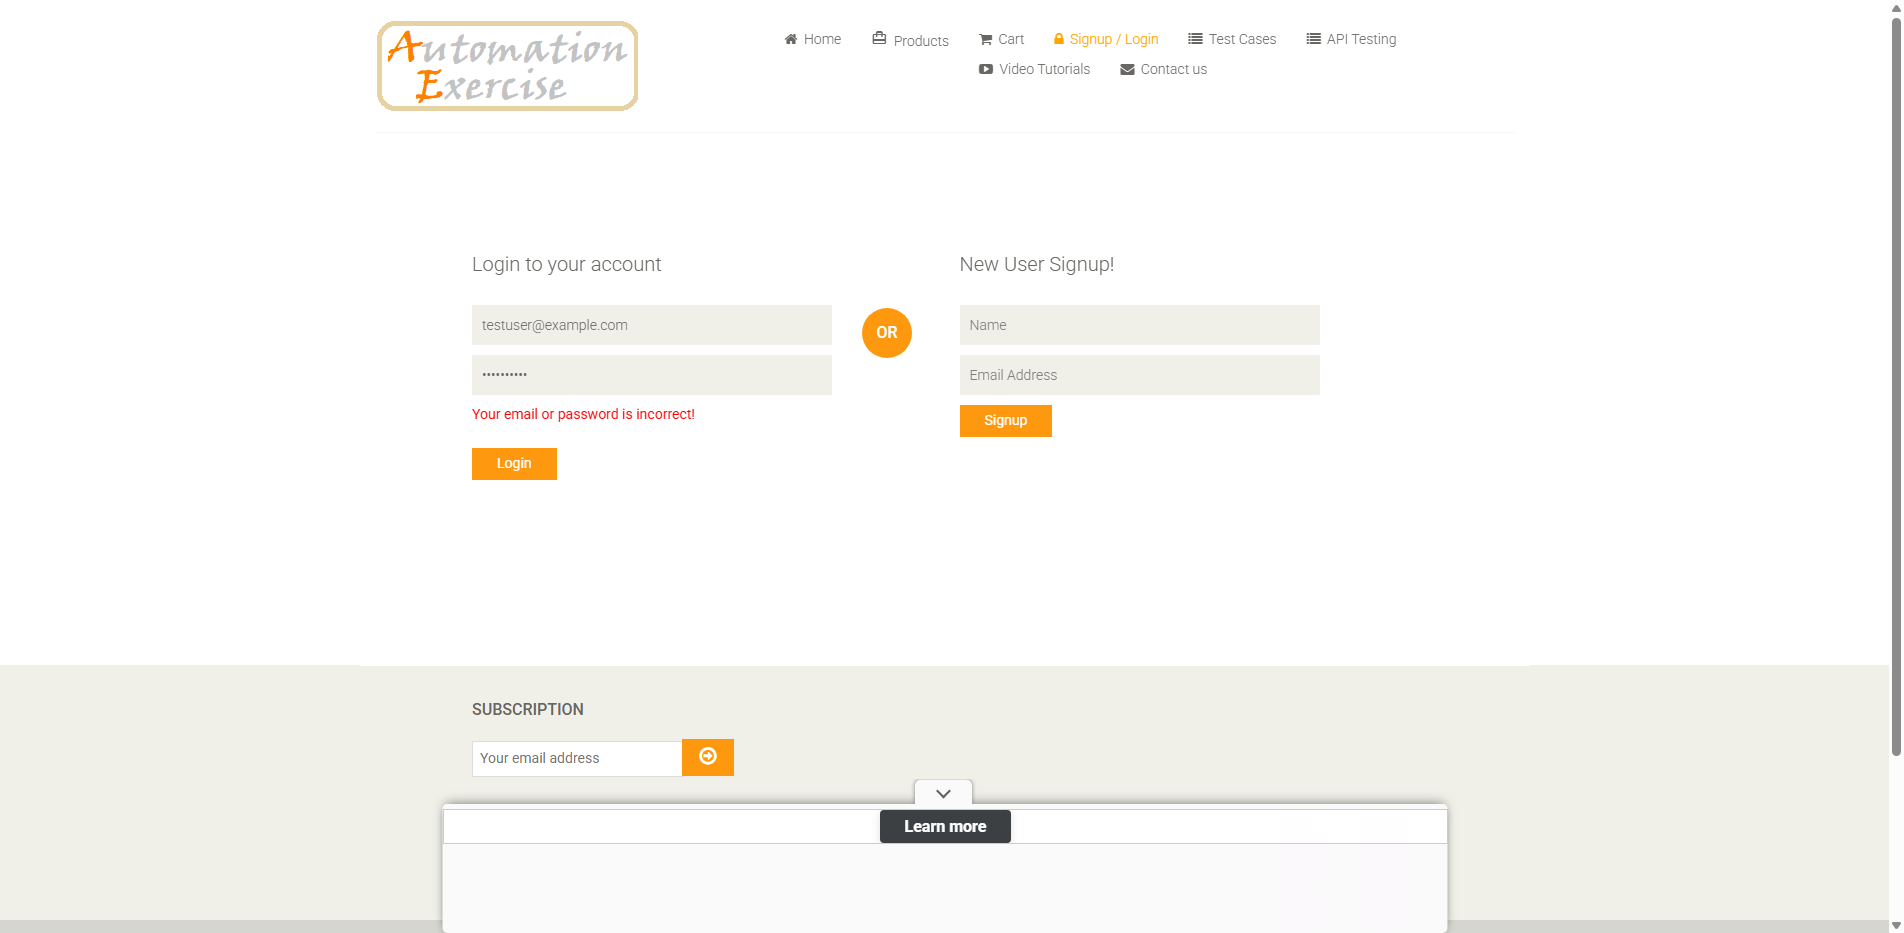 Automation
Exercise
Home
Products
Cart
Signup / Login
Test Cases
API Testing
Video Tutorials
Contact us
Login to your account
testuser@example.com
••••••••••
Your email or password is incorrect!
Login
OR
New User Signup!
Name
Email Address
Signup
SUBSCRIPTION
Your email address
Learn more